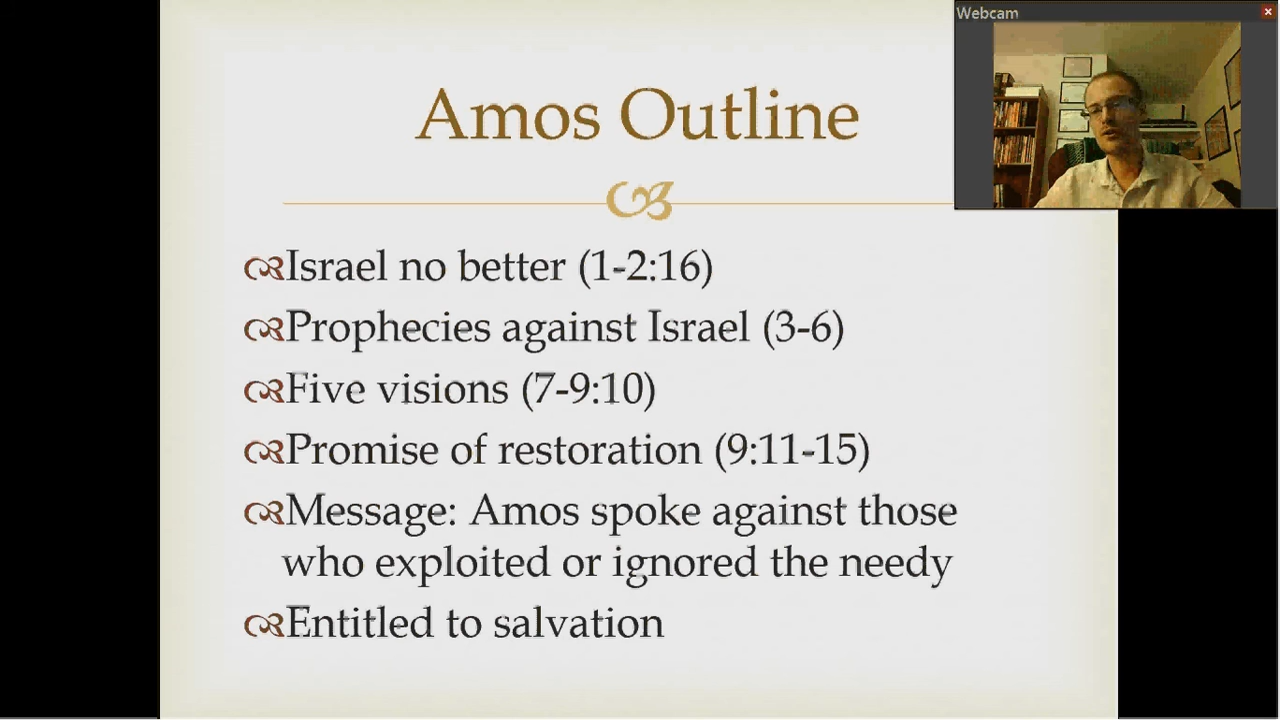 Webcam
Amos Outline
Israel no better (1-2:16)
Prophecies against Israel (3-6)
Five visions (7-9:10)
Promise of restoration (9:11-15)
Message: Amos spoke against those
who exploited or ignored the needy
Entitled to salvation